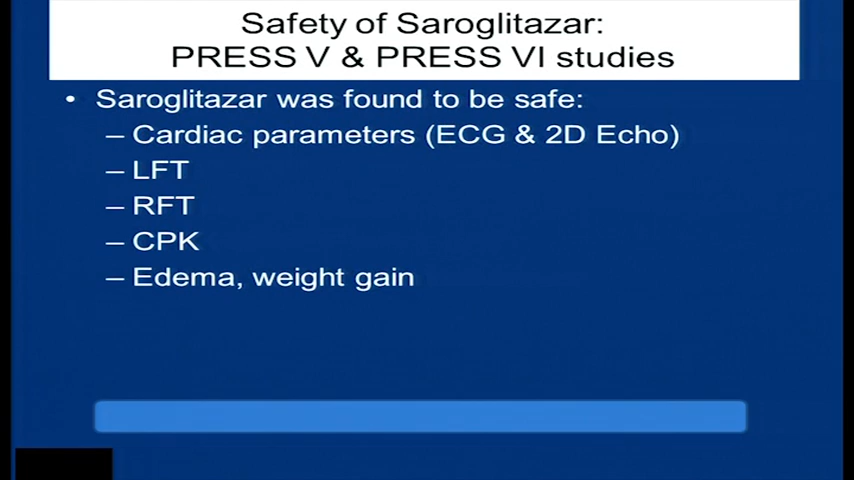 Safety of Saroglitazar:
PRESS V & PRESS VI studies
• Saroglitazar was found to be safe:
– Cardiac parameters (ECG & 2D Echo)
– LFT
– RFT
– CPK
– Edema, weight gain